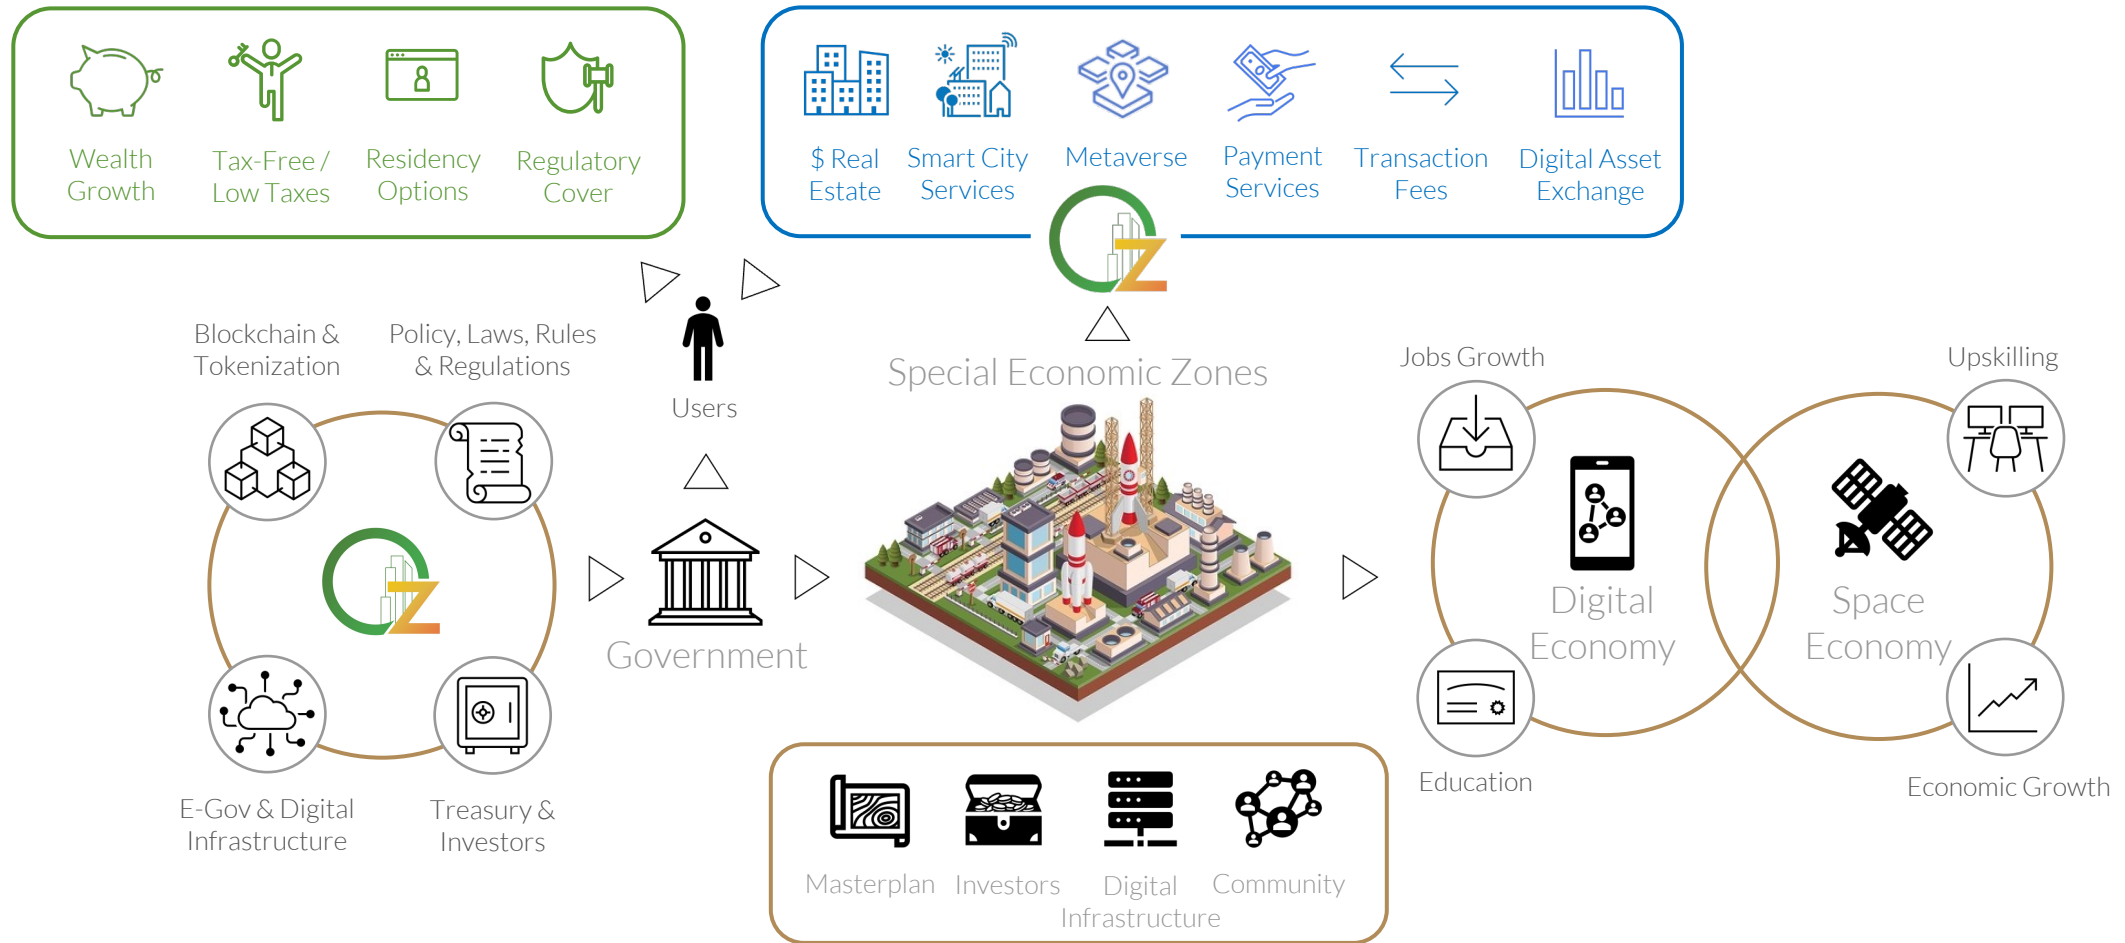 Wealth
Growth
Tax-Free /
Low Taxes
Residency
Options
Regulatory
Cover
$ Real
Estate
Smart City
Services
Metaverse
Payment
Services
Transaction
Fees
Digital Asset
Exchange
OZ
Blockchain &
Tokenization
Policy, Laws, Rules
& Regulations
Users
Special Economic Zones
Jobs Growth
Upskilling
OZ
Government
Digital
Economy
Space
Economy
E-Gov & Digital
Infrastructure
Treasury &
Investors
Education
Economic Growth
Masterplan
Investors
Digital
Infrastructure
Community